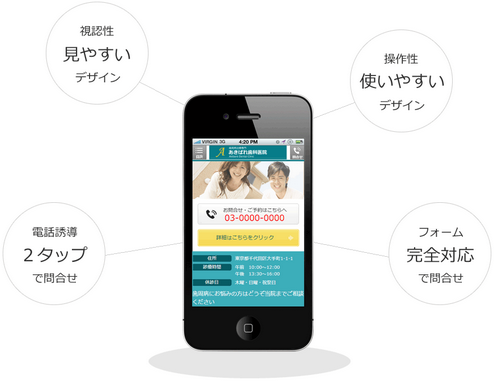 視認性
見やすい
デザイン
操作性
使いやすい
デザイン
VIRGIN 3G
4:20 PM
あきばれ歯科医院
お問合せ・ご予約はこちらへ
03-0000-0000
詳細はこちらをクリック
住所
東京都千代田区大手町1-1-1
診療時間
午前 10:00～12:00
午後 13:30～16:00
休診日
木曜・日曜・祝翌日
歯周病にお悩みの方はどうぞ当院までご相談
ください
電話誘導
2タップ
で問合せ
フォーム
完全対応
で問合せ